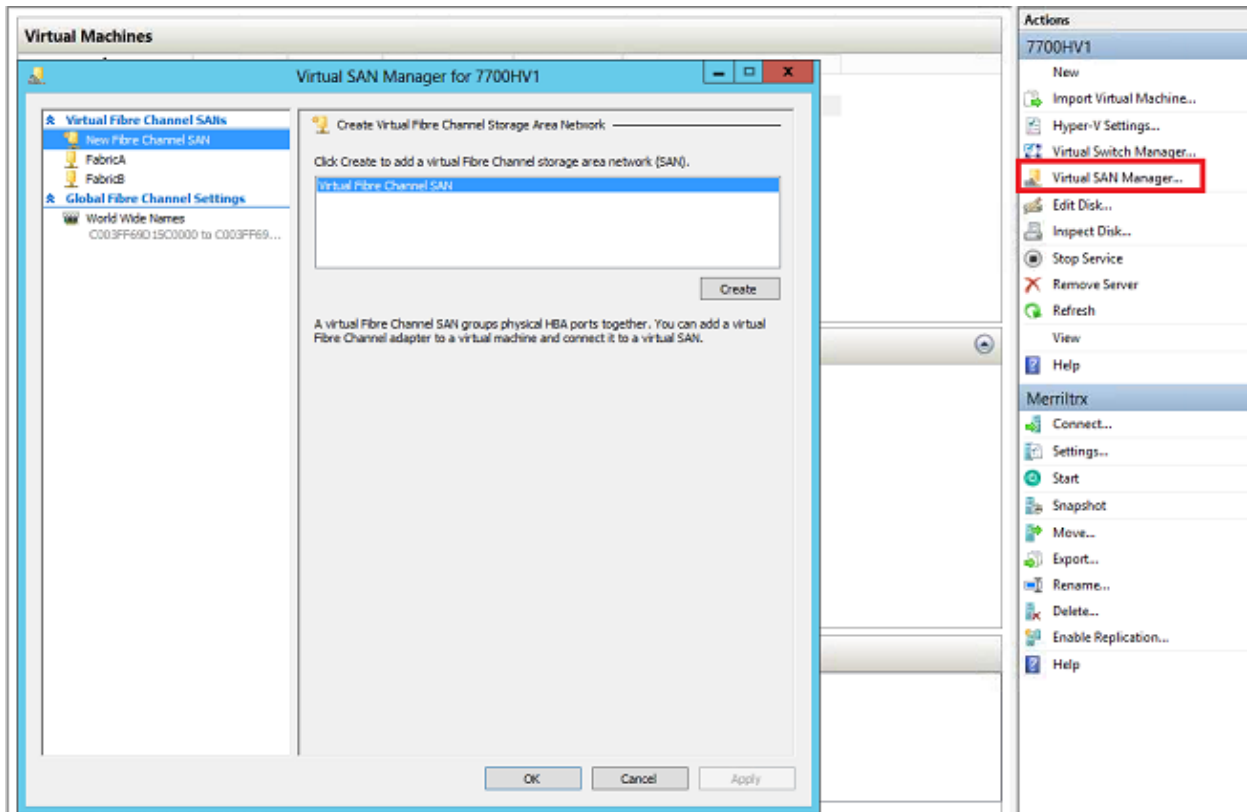 Virtual Machines
Virtual SAN Manager for 7700HV1
Virtual Fibre Channel SANs
New Fibre Channel SAN
FabricA
FabricB
Global Fibre Channel Settings
World Wide Names
C003FF69D15C0000 to C003FF69...
Create Virtual Fibre Channel Storage Area Network
Click Create to add a virtual Fibre Channel storage area network (SAN).
Virtual Fibre Channel SAN
Create
A virtual Fibre Channel SAN groups physical HBA ports together. You can add a virtual
Fibre Channel adapter to a virtual machine and connect it to a virtual SAN.
OK
Cancel
Apply
Actions
7700HV1
New
Import Virtual Machine...
Hyper-V Settings...
Virtual Switch Manager...
Virtual SAN Manager...
Edit Disk...
Inspect Disk...
Stop Service
Remove Server
Refresh
View
Help
Merriltrx
Connect...
Settings...
Start
Snapshot
Move...
Export...
Rename...
Delete...
Enable Replication...
Help